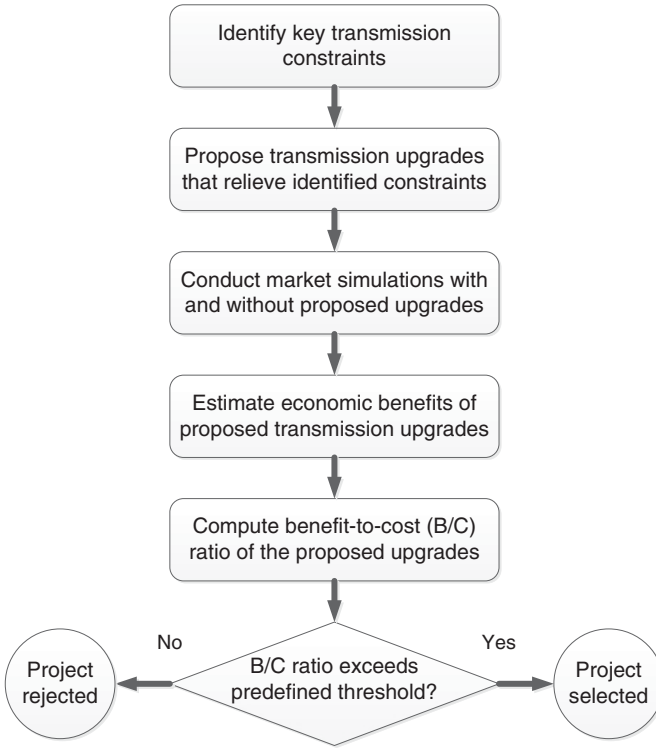 Identify key transmission
constraints
Propose transmission upgrades
that relieve identified constraints
Conduct market simulations with
and without proposed upgrades
Estimate economic benefits of
proposed transmission upgrades
Compute benefit-to-cost (B/C)
ratio of the proposed upgrades
No
Yes
Project
rejected
B/C ratio exceeds
predefined threshold?
Project
selected